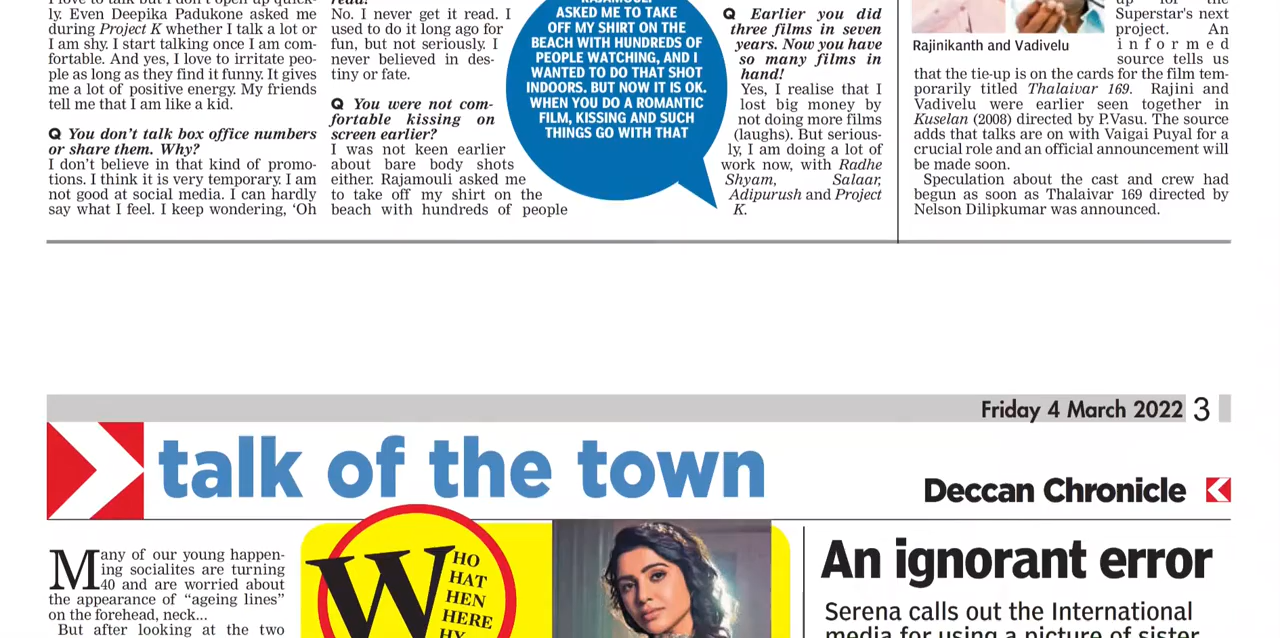 ly. Even Deepika Padukone asked me
during Project K whether I talk a lot or
I am shy. I start talking once I am com-
fortable. And yes, I love to irritate peo-
ple as long as they find it funny. It gives
me a lot of positive energy. My friends
tell me that I am like a kid.
Q You don't talk box office numbers
or share them. Why?
I don't believe in that kind of promo-
tions. I think it is very temporary. I am
not good at social media. I can hardly
say what I feel. I keep wondering, ‘Oh
read?
No. I never get it read. I
used to do it long ago for
fun, but not seriously. I
never believed in des-
tiny or fate.
Q You were not com-
fortable kissing on
screen earlier?
I was not keen earlier
about bare body shots
either. Rajamouli asked me
to take off my shirt on the
beach with hundreds of people
RAJAMOULI
ASKED ME TO TAKE
OFF MY SHIRT ON THE
BEACH WITH HUNDREDS OF
PEOPLE WATCHING, AND I
WANTED TO DO THAT SHOT
INDOORS. BUT NOW IT IS OK.
WHEN YOU DO A ROMANTIC
FILM, KISSING AND SUCH
THINGS GO WITH THAT
Q Earlier you did
three films in seven
years. Now you have
so many films in
hand!
Yes, I realise that I
lost big money by
not doing more films
(laughs). But serious-
ly, I am doing a lot of
work now, with Radhe
Shyam, Salaar,
Adipurush and Project
K.
Rajinikanth and Vadivelu
up for the
Superstar's next
project. An
informed
source tells us
that the tie-up is on the cards for the film tem-
porarily titled Thalaivar 169. Rajini and
Vadivelu were earlier seen together in
Kuselan (2008) directed by P.Vasu. The source
adds that talks are on with Vaigai Puyal for a
crucial role and an official announcement will
be made soon.
Speculation about the cast and crew had
begun as soon as Thalaivar 169 directed by
Nelson Dilipkumar was announced.
Friday 4 March 2022 3
talk of the town
Deccan Chronicle
Many of our young happen-
ing socialites are turning
40 and are worried about
the appearance of “ageing lines”
on the forehead, neck...
But after looking at the two
W
HO
HAT
HEN
HERE
HY
An ignorant error
Serena calls out the International
media for using a picture of sister